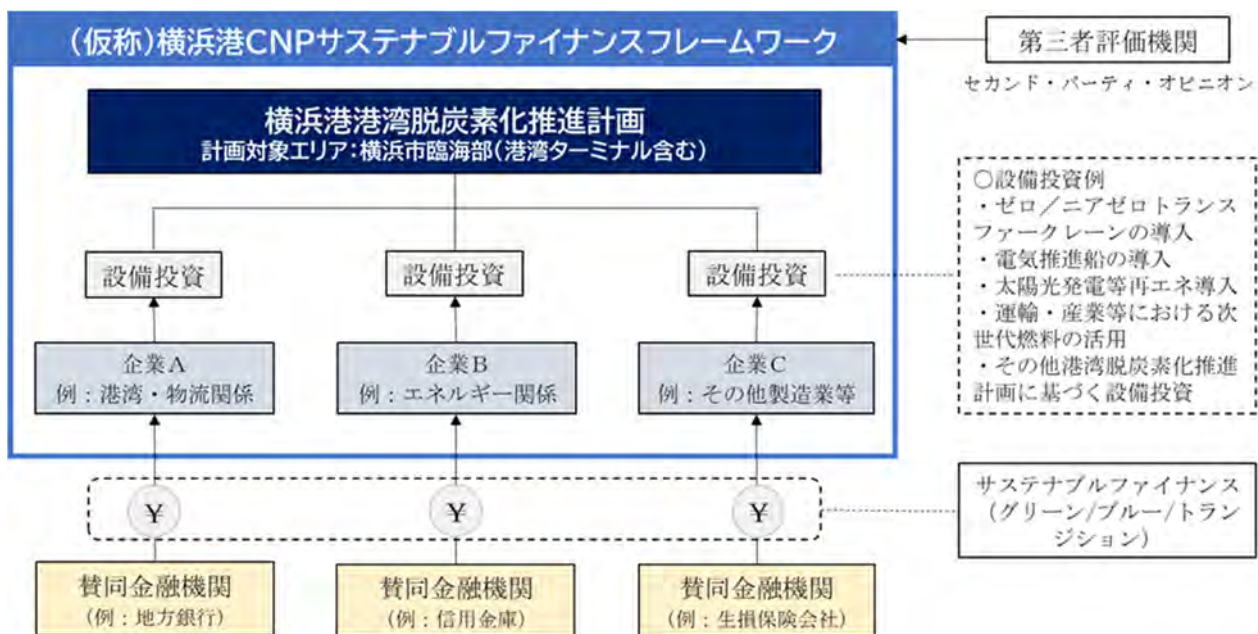 (仮称)横浜港CNPサステナブルファイナンスフレームワーク
第三者評価機関
セカンド・パーティ・オピニオン
横浜港港湾脱炭素化推進計画
計画対象エリア:横浜市臨海部(港湾ターミナル含む)
設備投資
設備投資
設備投資
○設備投資例
・ゼロ/ニアゼロトランス
ファークレーンの導入
・電気推進船の導入
・太陽光発電等再エネ導入
・運輸・産業等における次
世代燃料の活用
・その他港湾脱炭素化推進
計画に基づく設備投資
企業A
例:港湾・物流関係
企業B
例:エネルギー関係
企業C
例:その他製造業等
¥
¥
¥
サステナブルファイナンス
(グリーン/ブルー/トラン
ジション)
賛同金融機関
(例:地方銀行)
賛同金融機関
(例:信用金庫)
賛同金融機関
(例:生損保険会社)